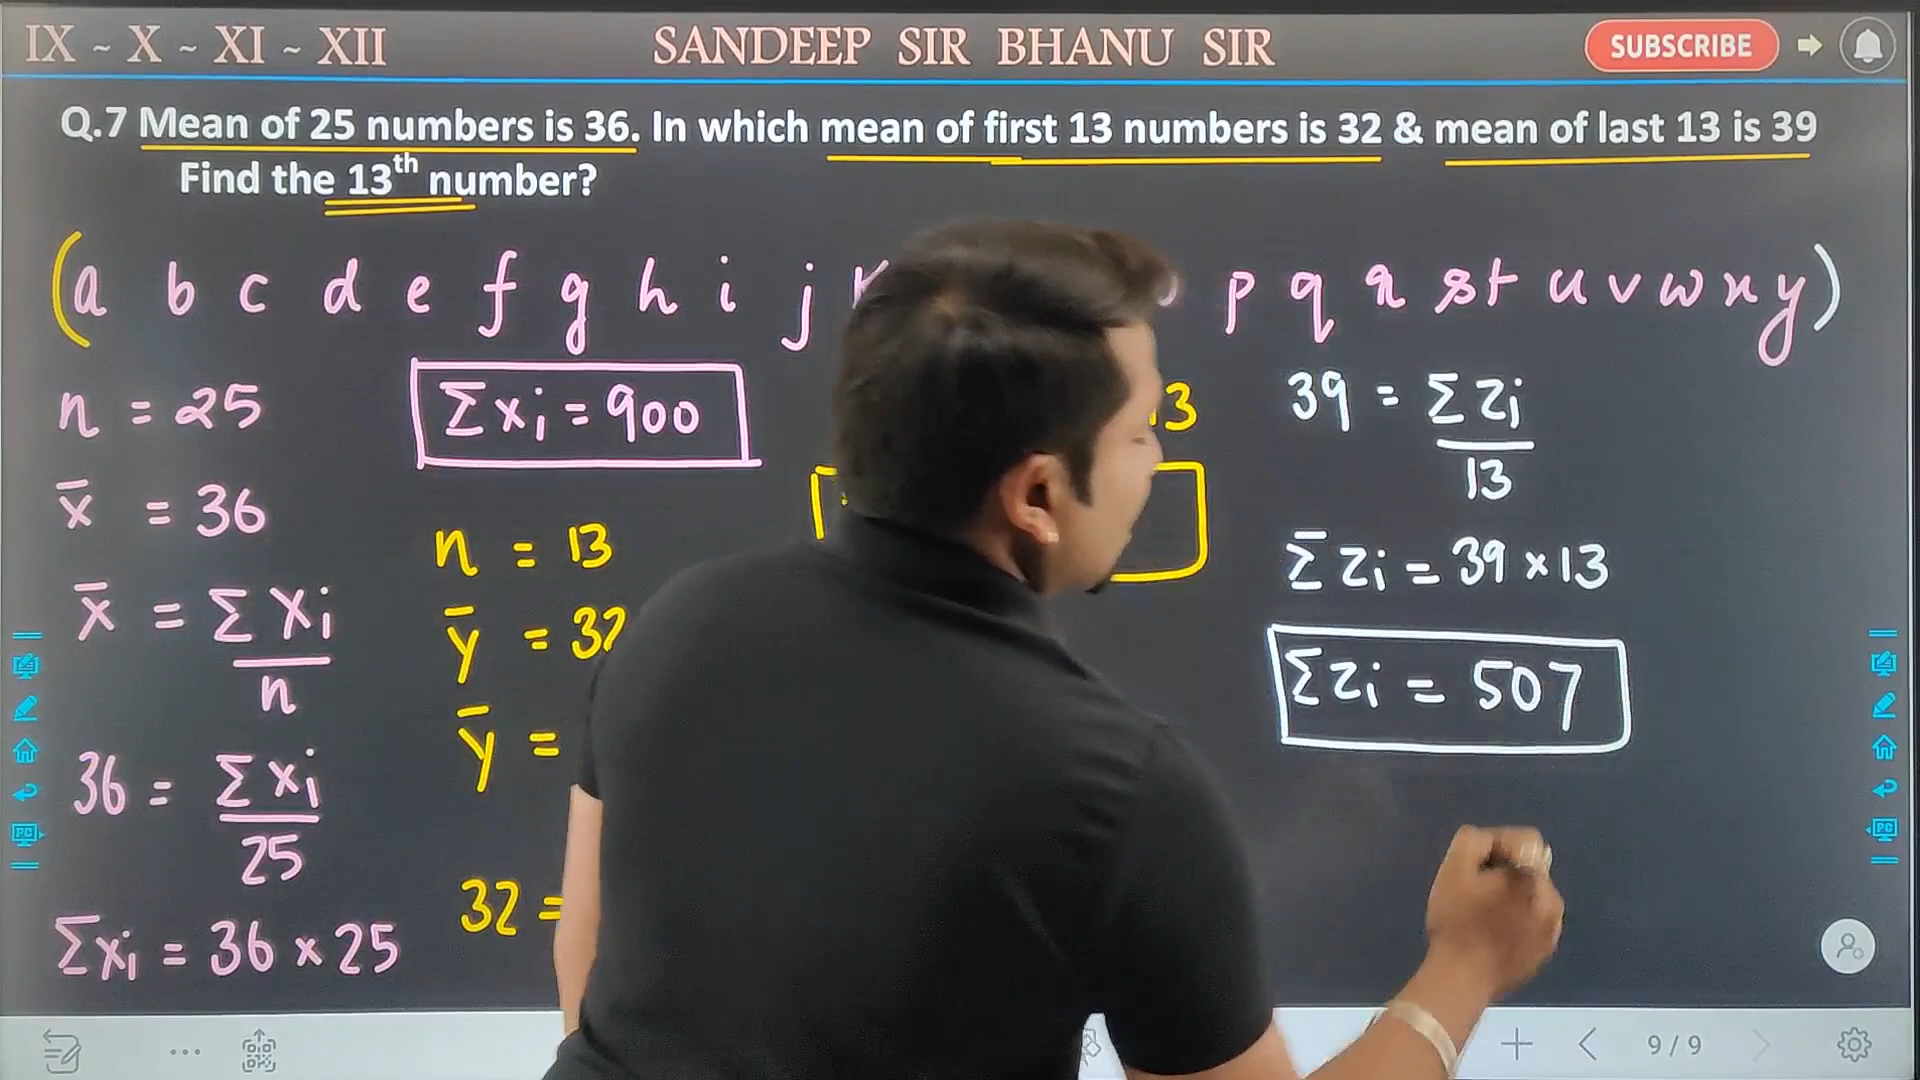 IX ~ X ~ XI ~ XII SANDEEP SIR BHANU SIR SUBSCRIBE
Q.7 Mean of 25 numbers is 36. In which mean of first 13 numbers is 32 & mean of last 13 is 39
Find the 13th number?
(a b c d e f g h i j p q r s t u v w x y)
n = 25
x̄ = 36
x̄ = Σxi
n
36 = Σxi
25
Σxi = 36 × 25
Σxi = 900
n = 13
ȳ = 32
ȳ =
32 =
13
39 = Σzi
13
Σzi = 39 × 13
Σzi = 507
9 / 9